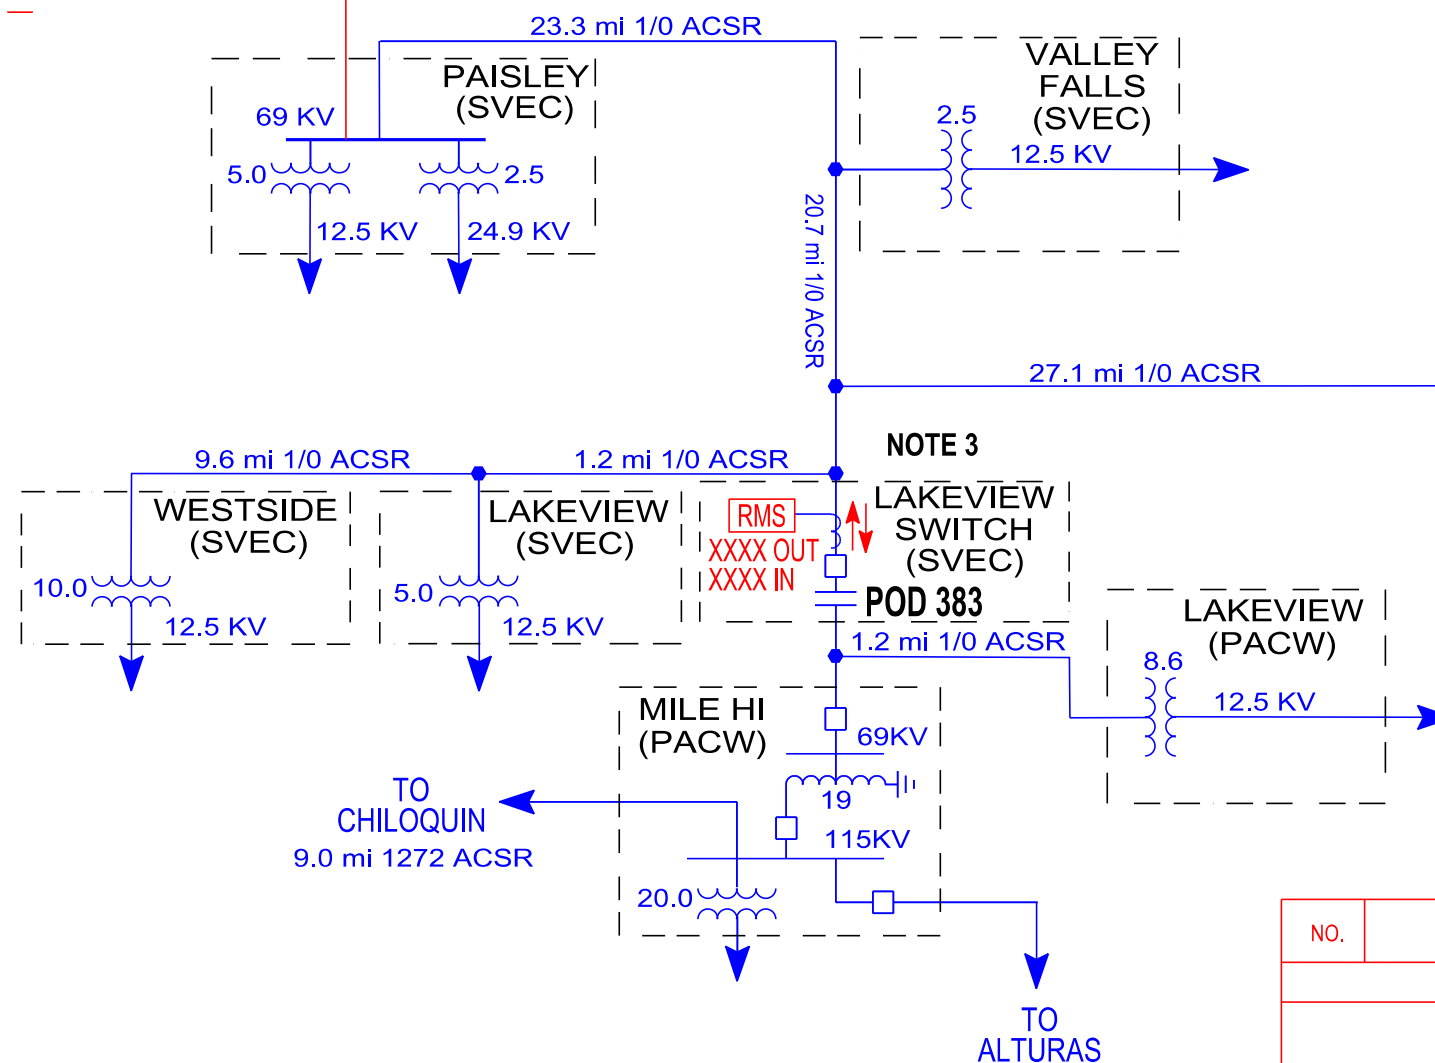 23.3 mi 1/0 ACSR
PAISLEY
(SVEC)
69 KV
5.0
2.5
12.5 KV
24.9 KV
VALLEY
FALLS
(SVEC)
2.5
12.5 KV
20.7 mi 1/0 ACSR
27.1 mi 1/0 ACSR
NOTE 3
9.6 mi 1/0 ACSR
1.2 mi 1/0 ACSR
WESTSIDE
(SVEC)
10.0
12.5 KV
LAKEVIEW
(SVEC)
5.0
12.5 KV
LAKEVIEW
SWITCH
(SVEC)
RMS
XXXX OUT
XXXX IN
POD 383
1.2 mi 1/0 ACSR
LAKEVIEW
(PACW)
8.6
12.5 KV
MILE HI
(PACW)
69KV
19
115KV
20.0
TO
CHILOQUIN
9.0 mi 1272 ACSR
TO
ALTURAS
NO.